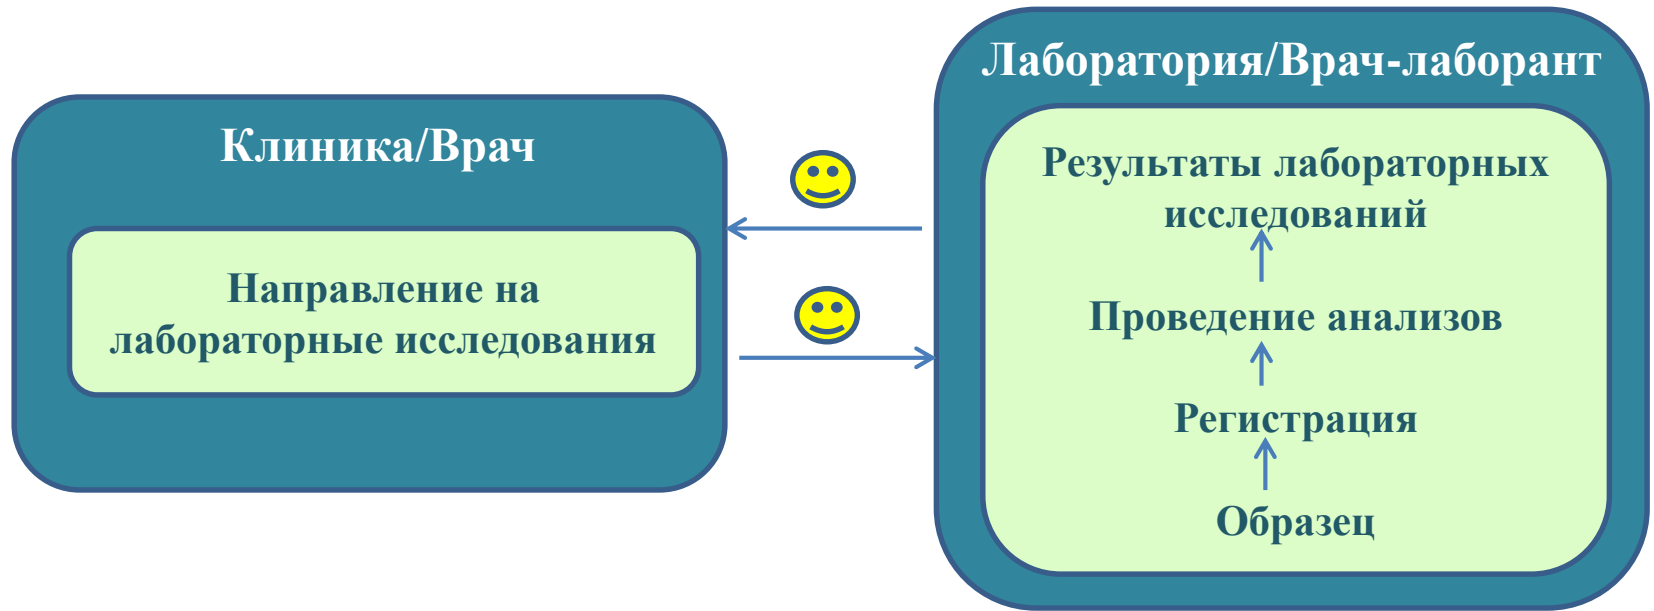 Клиника/Врач
Направление на
лабораторные исследования
Лаборатория/Врач-лаборант
Результаты лабораторных
исследований
Проведение анализов
Регистрация
Образец